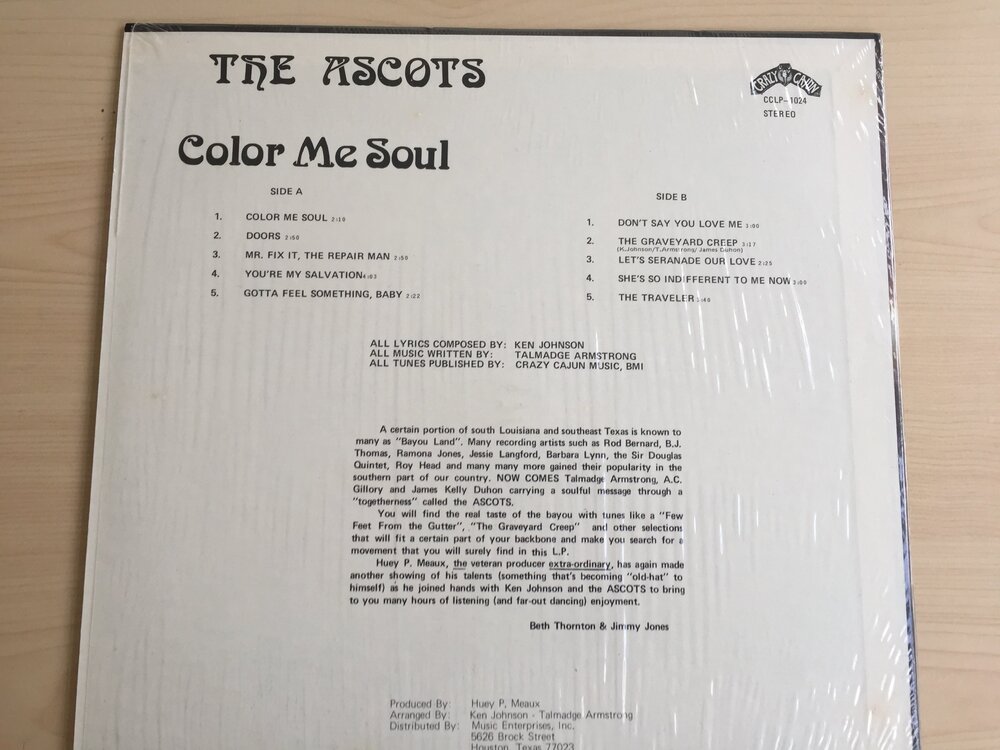 THE ASCOTS
CRAZY CAJUN
CCLP-1024
STEREO
Color Me Soul
SIDE A
1. COLOR ME SOUL 2:10
2. DOORS 2:50
3. MR. FIX IT, THE REPAIR MAN 2:50
4. YOU'RE MY SALVATION 4:03
5. GOTTA FEEL SOMETHING, BABY 2:22
SIDE B
1. DON'T SAY YOU LOVE ME 3:00
2. THE GRAVEYARD CREEP 3:17
(K.Johnson/T.Armstrong/ James Duhon)
3. LET'S SERANADE OUR LOVE 2:25
4. SHE'S SO INDIFFERENT TO ME NOW 3:00
5. THE TRAVELER
ALL LYRICS COMPOSED BY: KEN JOHNSON
ALL MUSIC WRITTEN BY: TALMADGE ARMSTRONG
ALL TUNES PUBLISHED BY: CRAZY CAJUN MUSIC, BMI
A certain portion of south Louisiana and southeast Texas is known to
many as "Bayou Land". Many recording artists such as Rod Bernard, B.J.
Thomas, Ramona Jones, Jessie Langford, Barbara Lynn, the Sir Douglas
Quintet, Roy Head and many many more gained their popularity in the
southern part of our country. NOW COMES Talmadge Armstrong, A.C.
Gillory and James Kelly Duhon carrying a soulful message through a
"togetherness" called the ASCOTS.
You will find the real taste of the bayou with tunes like a "Few
Feet From the Gutter", "The Graveyard Creep" and other selections
that will fit a certain part of your backbone and make you search for a
movement that you will surely find in this L.P.
Huey P. Meaux, the veteran producer extra-ordinary, has again made
another showing of his talents (something that's becoming "old-hat" to
himself) as he joined hands with Ken Johnson and the ASCOTS to bring
to you many hours of listening (and far-out dancing) enjoyment.
Beth Thornton & Jimmy Jones
Produced By: Huey P. Meaux
Arranged By: Ken Johnson - Talmadge Armstrong
Distributed By: Music Enterprises, Inc.
5626 Brock Street
Houston, Texas 77023